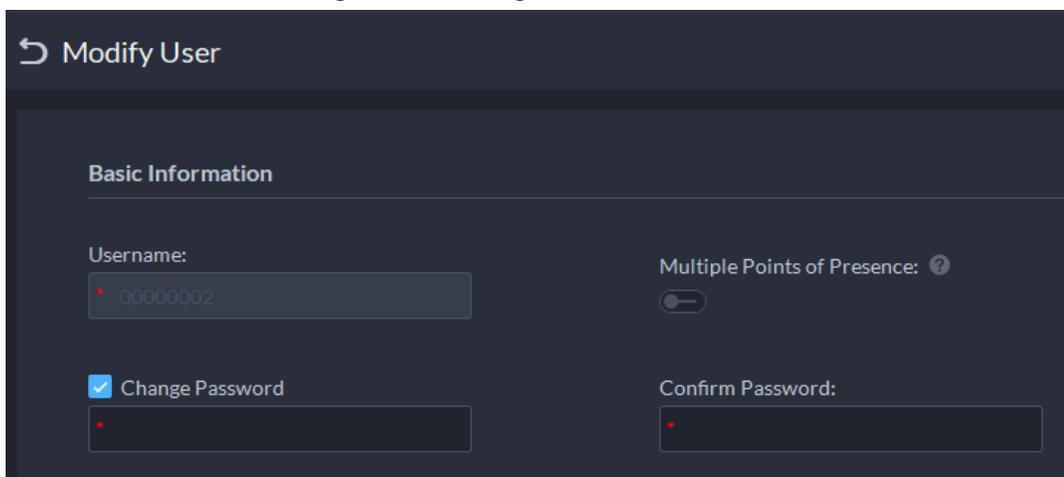 Modify User
Basic Information
Username:
* 00000002
Multiple Points of Presence: ?
Change Password
*
Confirm Password:
*